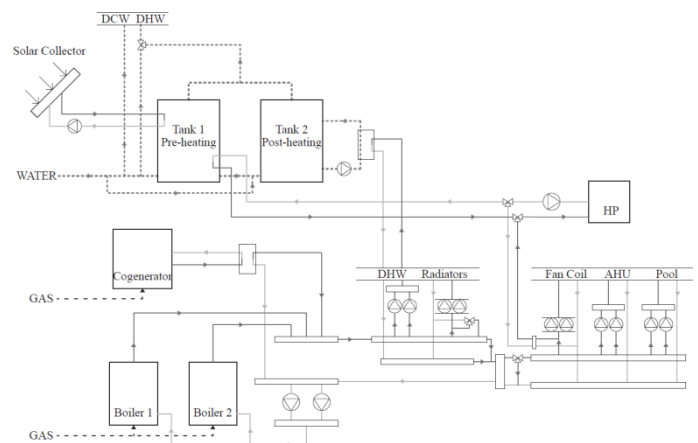 DCW DHW
Solar Collector
Tank 1
Pre-heating
Tank 2
Post-heating
WATER
HP
Cogenerator
DHW Radiators
Fan Coil AHU Pool
GAS
Boiler 1
Boiler 2
GAS